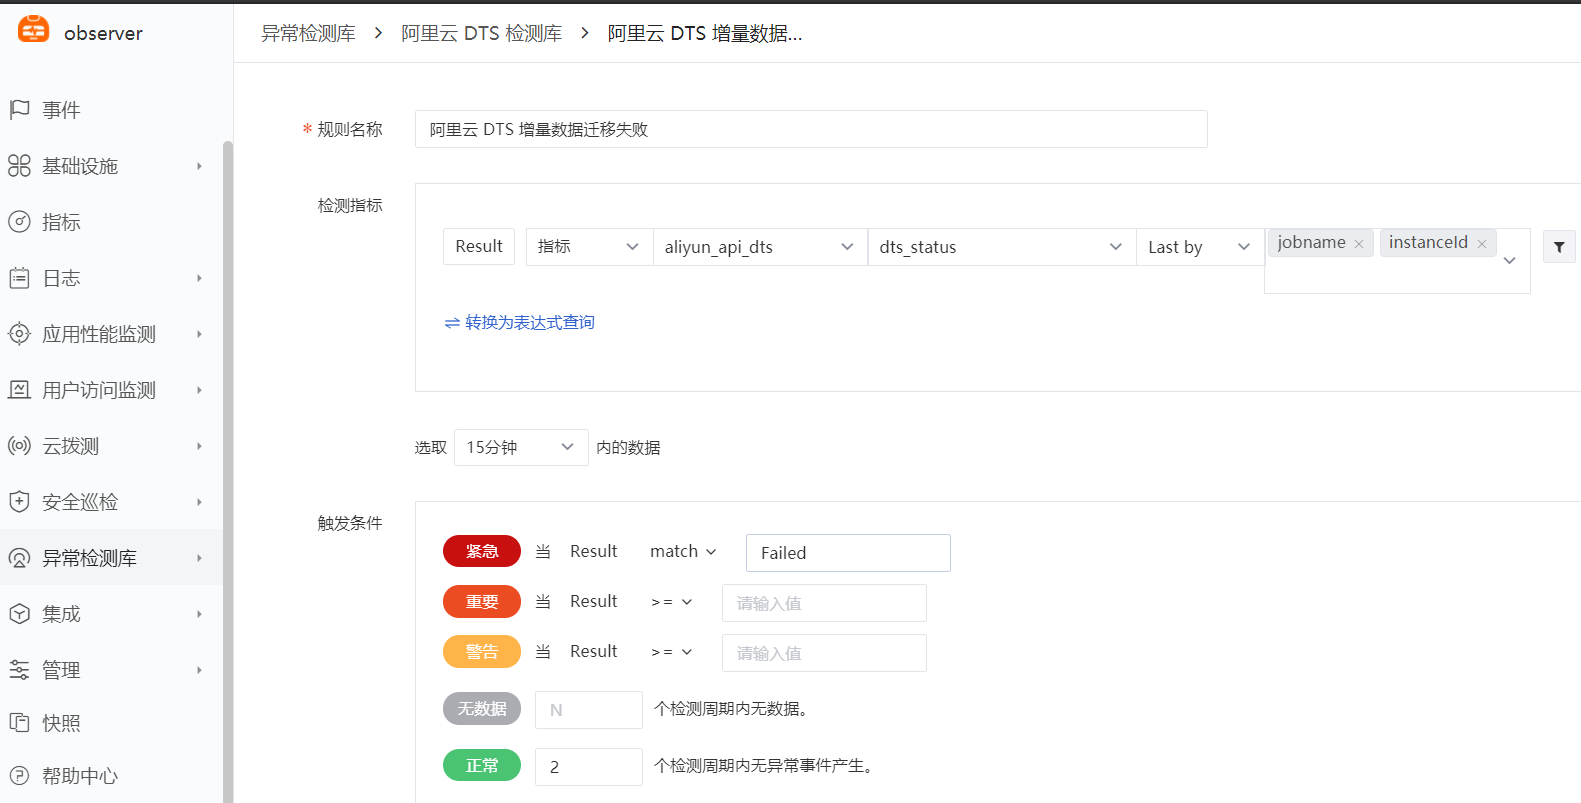 observer
异常检测库 > 阿里云 DTS 检测库 > 阿里云 DTS 增量数据...
事件
基础设施
指标
日志
应用性能监测
用户访问监测
云拨测
安全巡检
异常检测库
集成
管理
快照
帮助中心
* 规则名称 阿里云 DTS 增量数据迁移失败
检测指标
Result 指标 aliyun_api_dts dts_status Last by jobname × instanceId ×
⇌ 转换为表达式查询
选取 15分钟 内的数据
触发条件
紧急 当 Result match Failed
重要 当 Result >= 请输入值
警告 当 Result >= 请输入值
无数据 N 个检测周期内无数据。
正常 2 个检测周期内无异常事件产生。